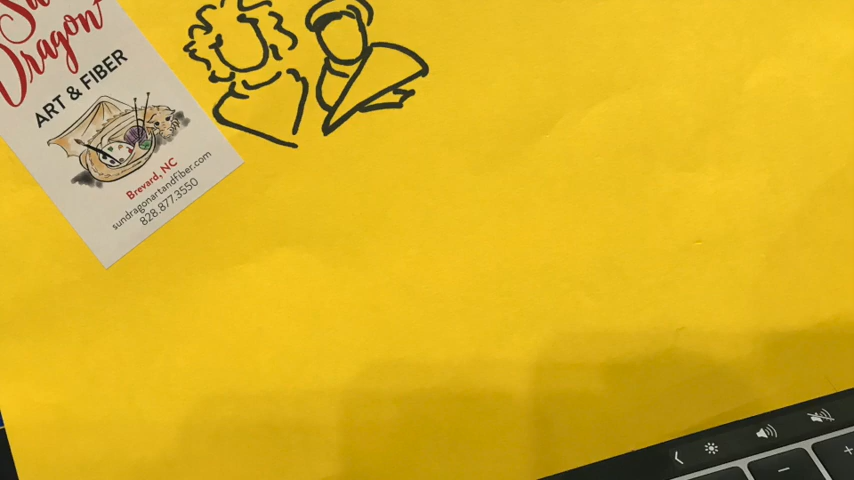 Dragon
ART & FIBER
Brevard, NC
sundragonartandfiber.com
828.877.3550